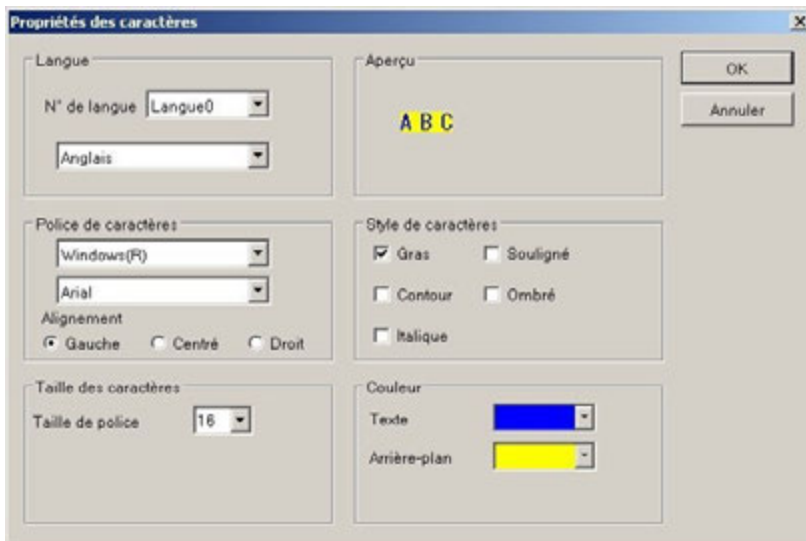 Propriétés des caractères
Langue
N° de langue Langue0
Anglais
Aperçu
A B C
OK
Annuler
Police de caractères
Windows(R)
Arial
Alignement
Gauche Centré Droit
Style de caractères
Gras Souligné
Contour Ombré
Italique
Taille des caractères
Taille de police 16
Couleur
Texte
Arrière-plan